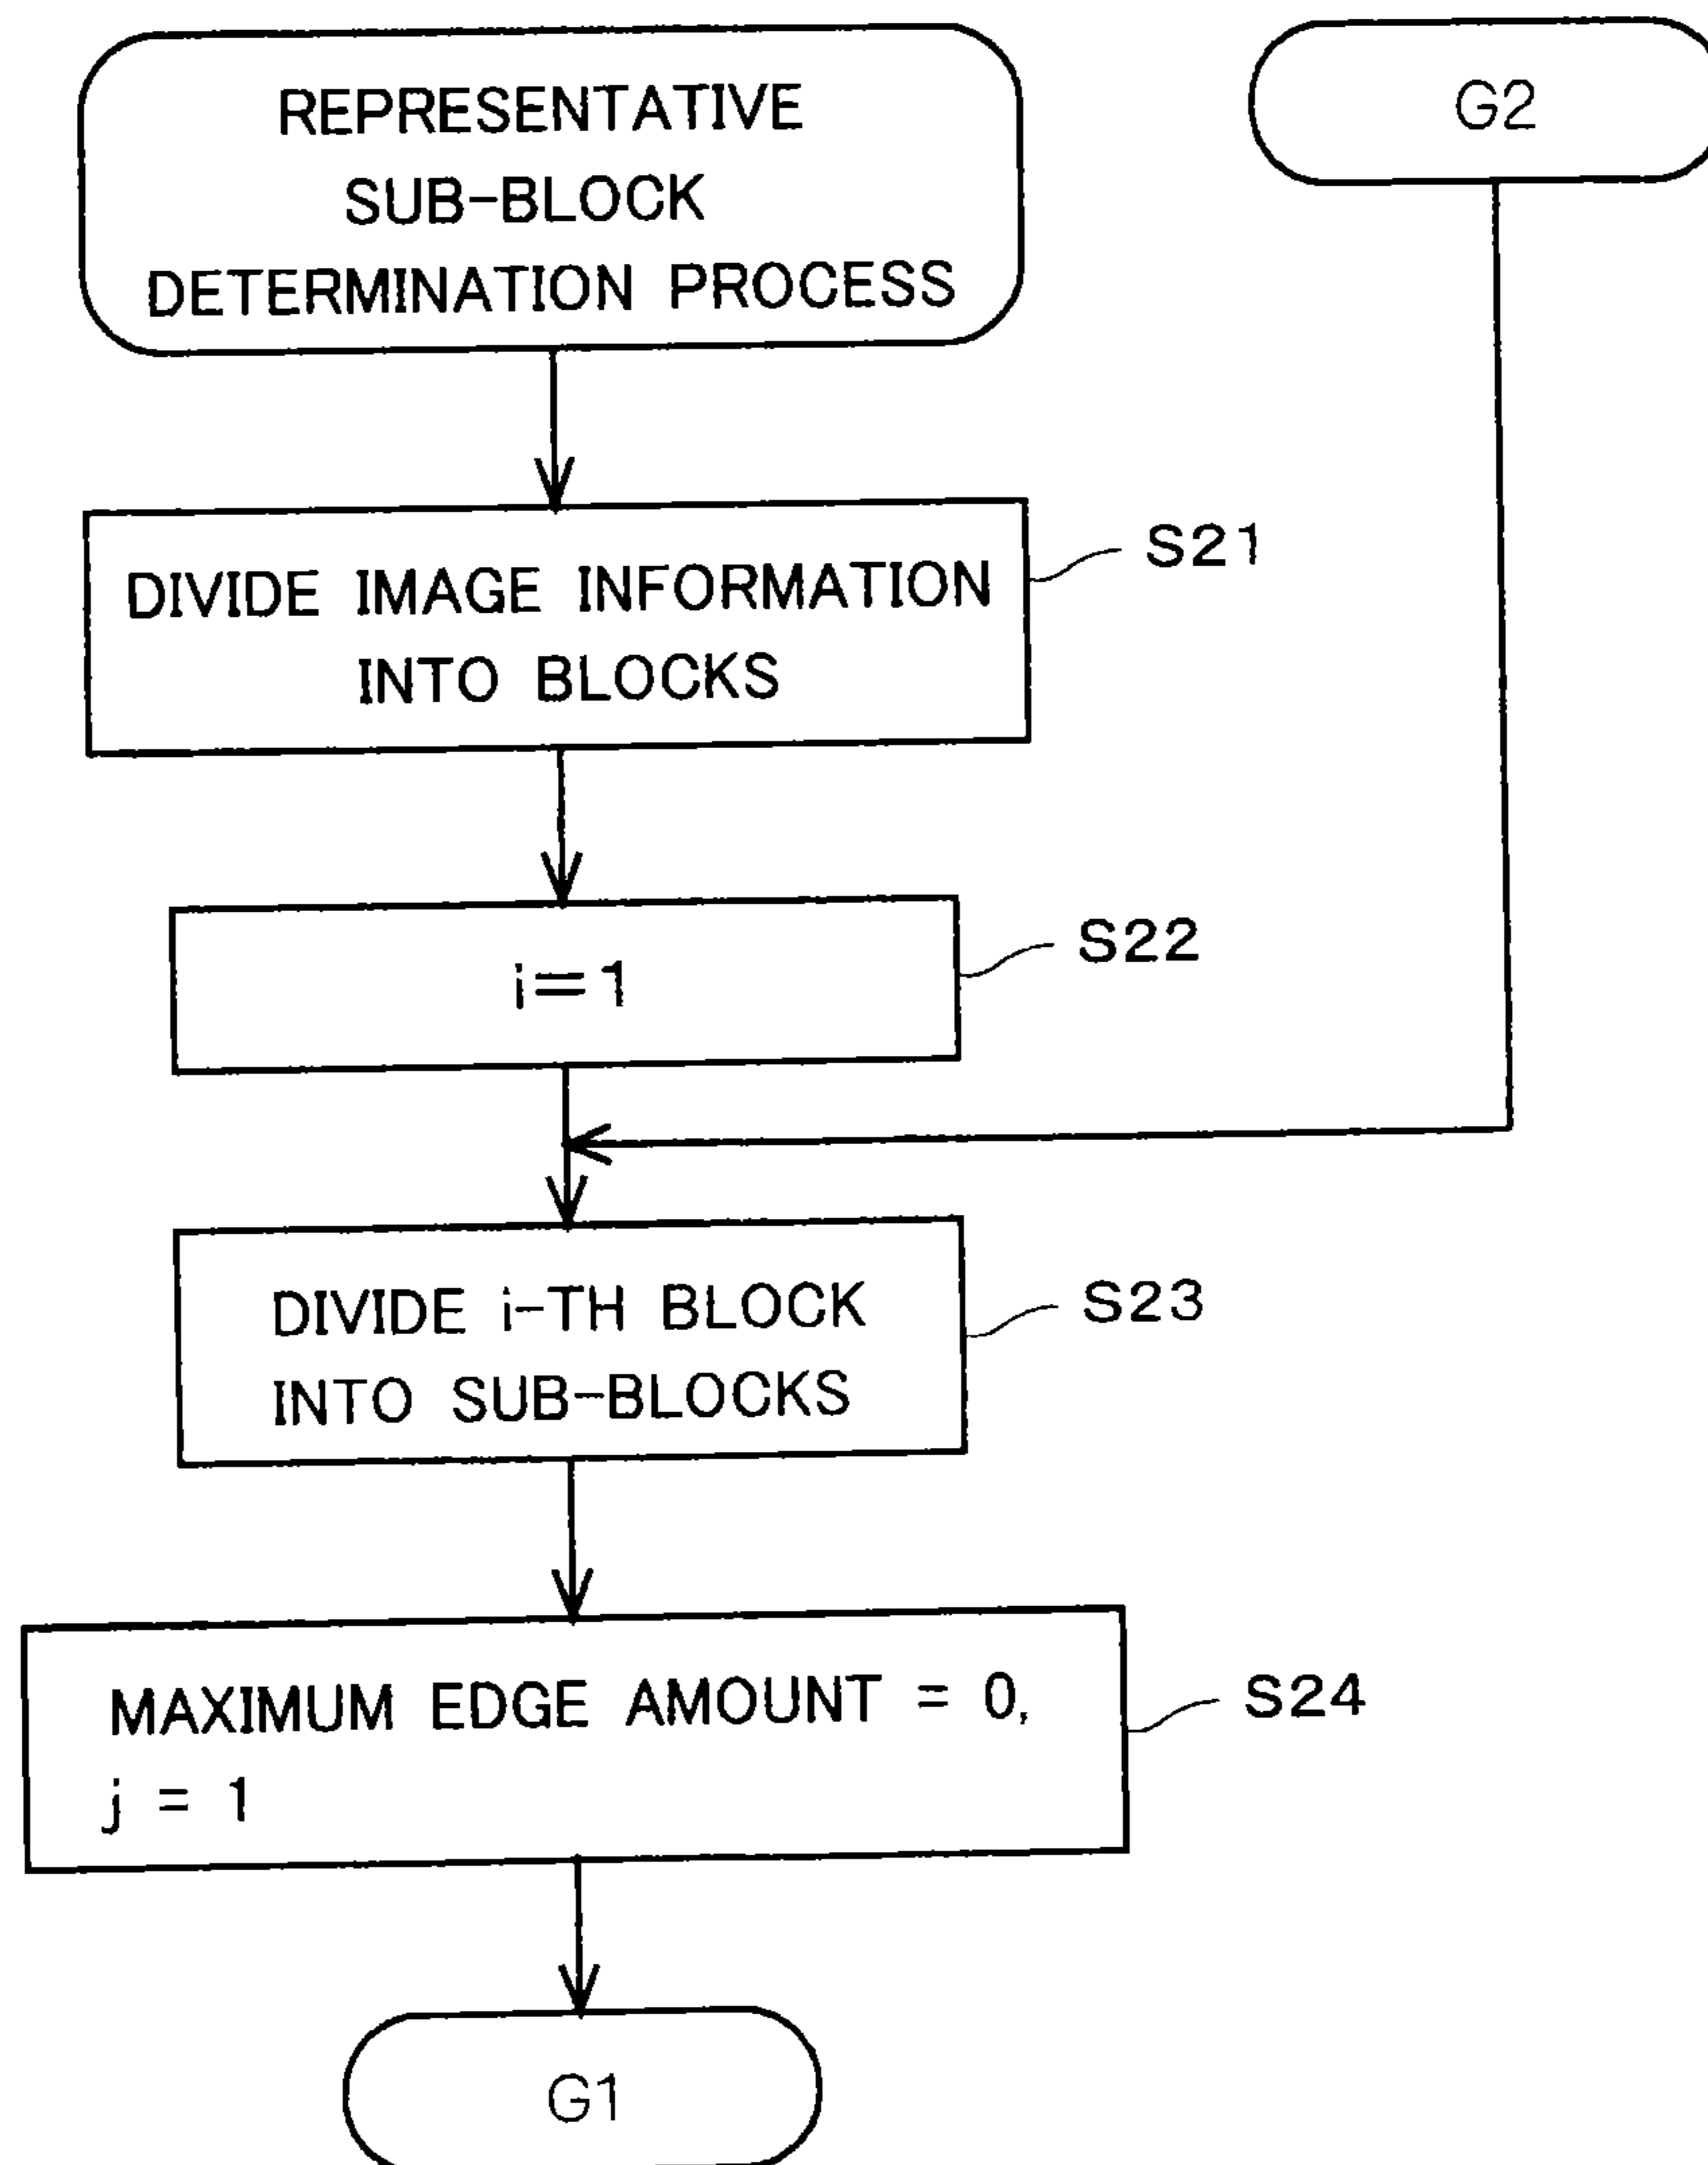 REPRESENTATIVE
SUB-BLOCK
DETERMINATION PROCESS
G2
DIVIDE IMAGE INFORMATION
INTO BLOCKS
S21
i=1
S22
DIVIDE i-TH BLOCK
INTO SUB-BLOCKS
S23
MAXIMUM EDGE AMOUNT = 0,
j = 1
S24
G1